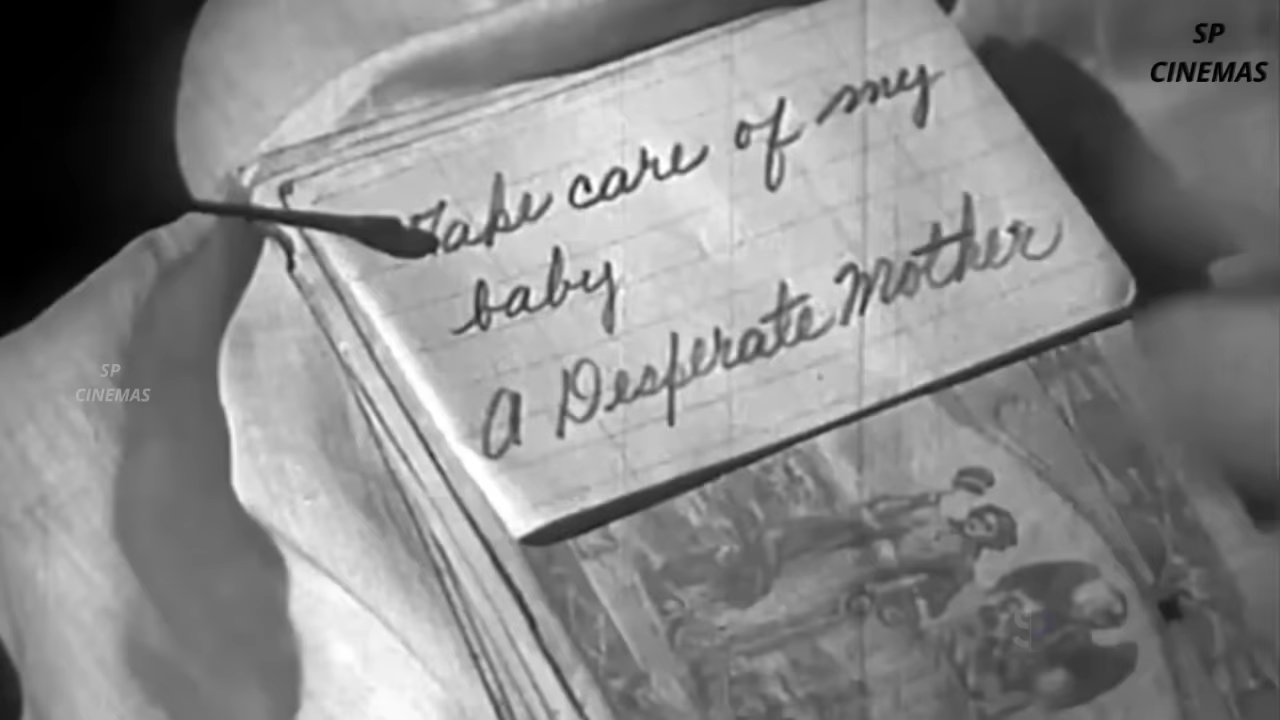 SP
CINEMAS
Take care of my
baby
A Desperate Mother
SP
CINEMAS